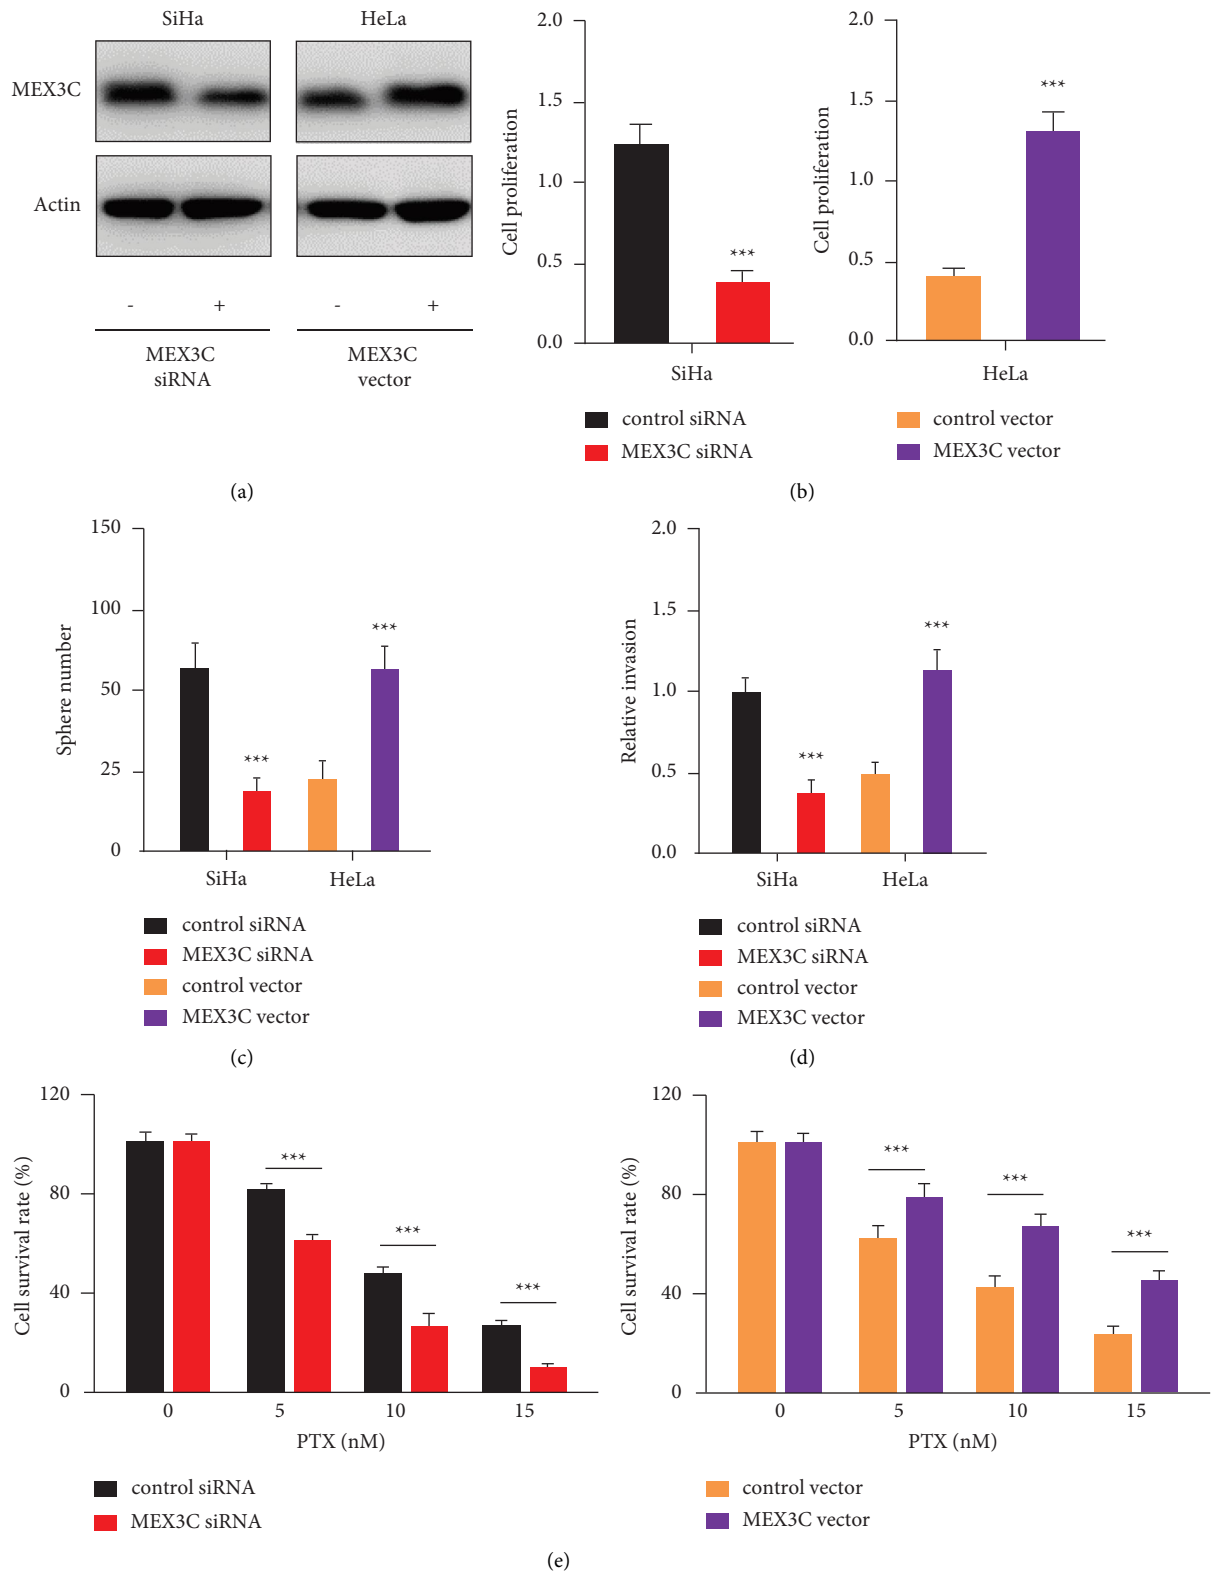 SiHa
HeLa
MEX3C
Actin
- +
- +
MEX3C
siRNA
MEX3C
vector
(a)
2.0
1.5
1.0
0.5
0.0
Cell proliferation
***
SiHa
control siRNA
MEX3C siRNA
2.0
1.5
1.0
0.5
0.0
Cell proliferation
***
HeLa
control vector
MEX3C vector
(b)
150
100
50
25
0
Sphere number
***
***
SiHa
HeLa
control siRNA
MEX3C siRNA
control vector
MEX3C vector
(c)
2.0
1.5
1.0
0.5
0.0
Relative invasion
***
***
SiHa
HeLa
control siRNA
MEX3C siRNA
control vector
MEX3C vector
(d)
120
80
40
0
Cell survival rate (%)
***
***
***
0 5 10 15
PTX (nM)
control siRNA
MEX3C siRNA
120
80
40
0
Cell survival rate (%)
***
***
***
0 5 10 15
PTX (nM)
control vector
MEX3C vector
(e)